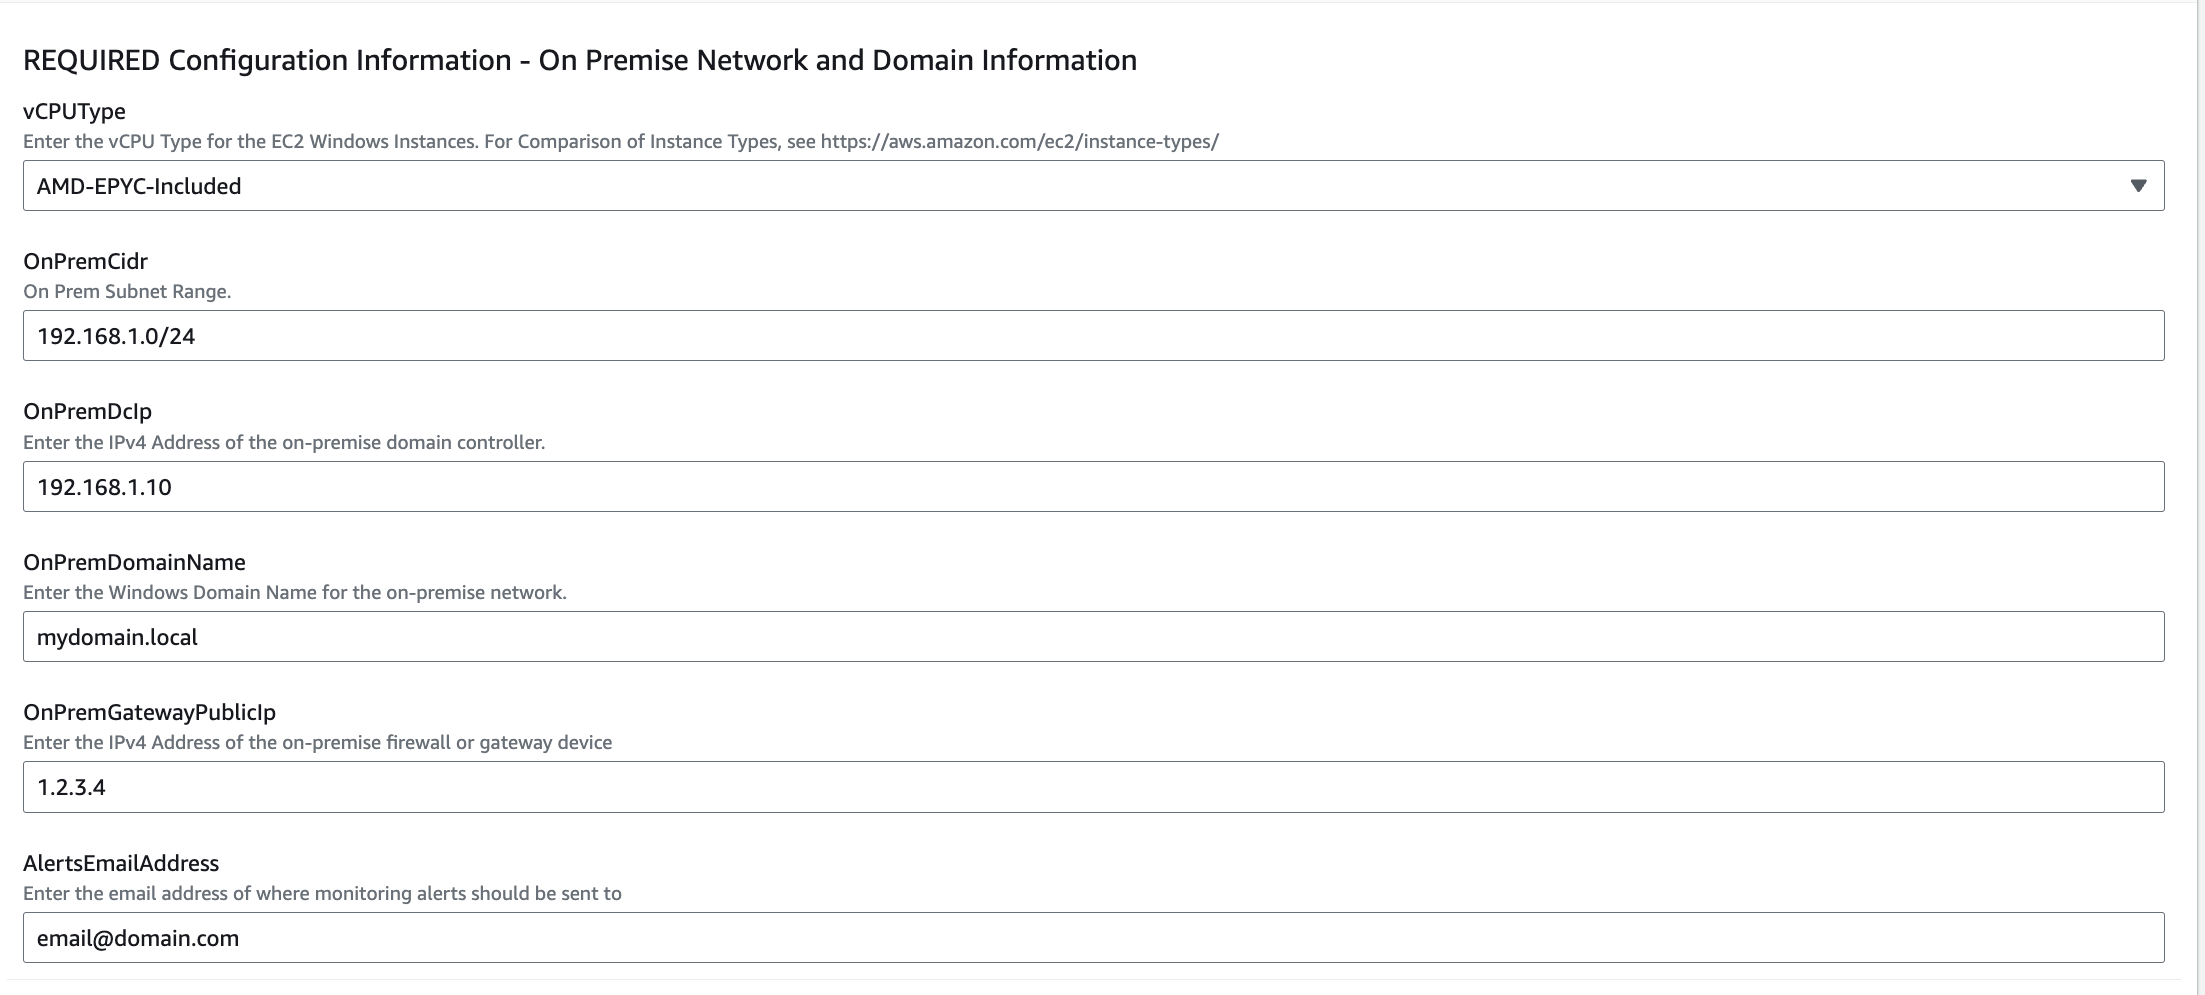 REQUIRED Configuration Information - On Premise Network and Domain Information
vCPUType
Enter the vCPU Type for the EC2 Windows Instances. For Comparison of Instance Types, see https://aws.amazon.com/ec2/instance-types/
AMD-EPYC-Included
OnPremCidr
On Prem Subnet Range.
192.168.1.0/24
OnPremDcIp
Enter the IPv4 Address of the on-premise domain controller.
192.168.1.10
OnPremDomainName
Enter the Windows Domain Name for the on-premise network.
mydomain.local
OnPremGatewayPublicIp
Enter the IPv4 Address of the on-premise firewall or gateway device
1.2.3.4
AlertsEmailAddress
Enter the email address of where monitoring alerts should be sent to
email@domain.com